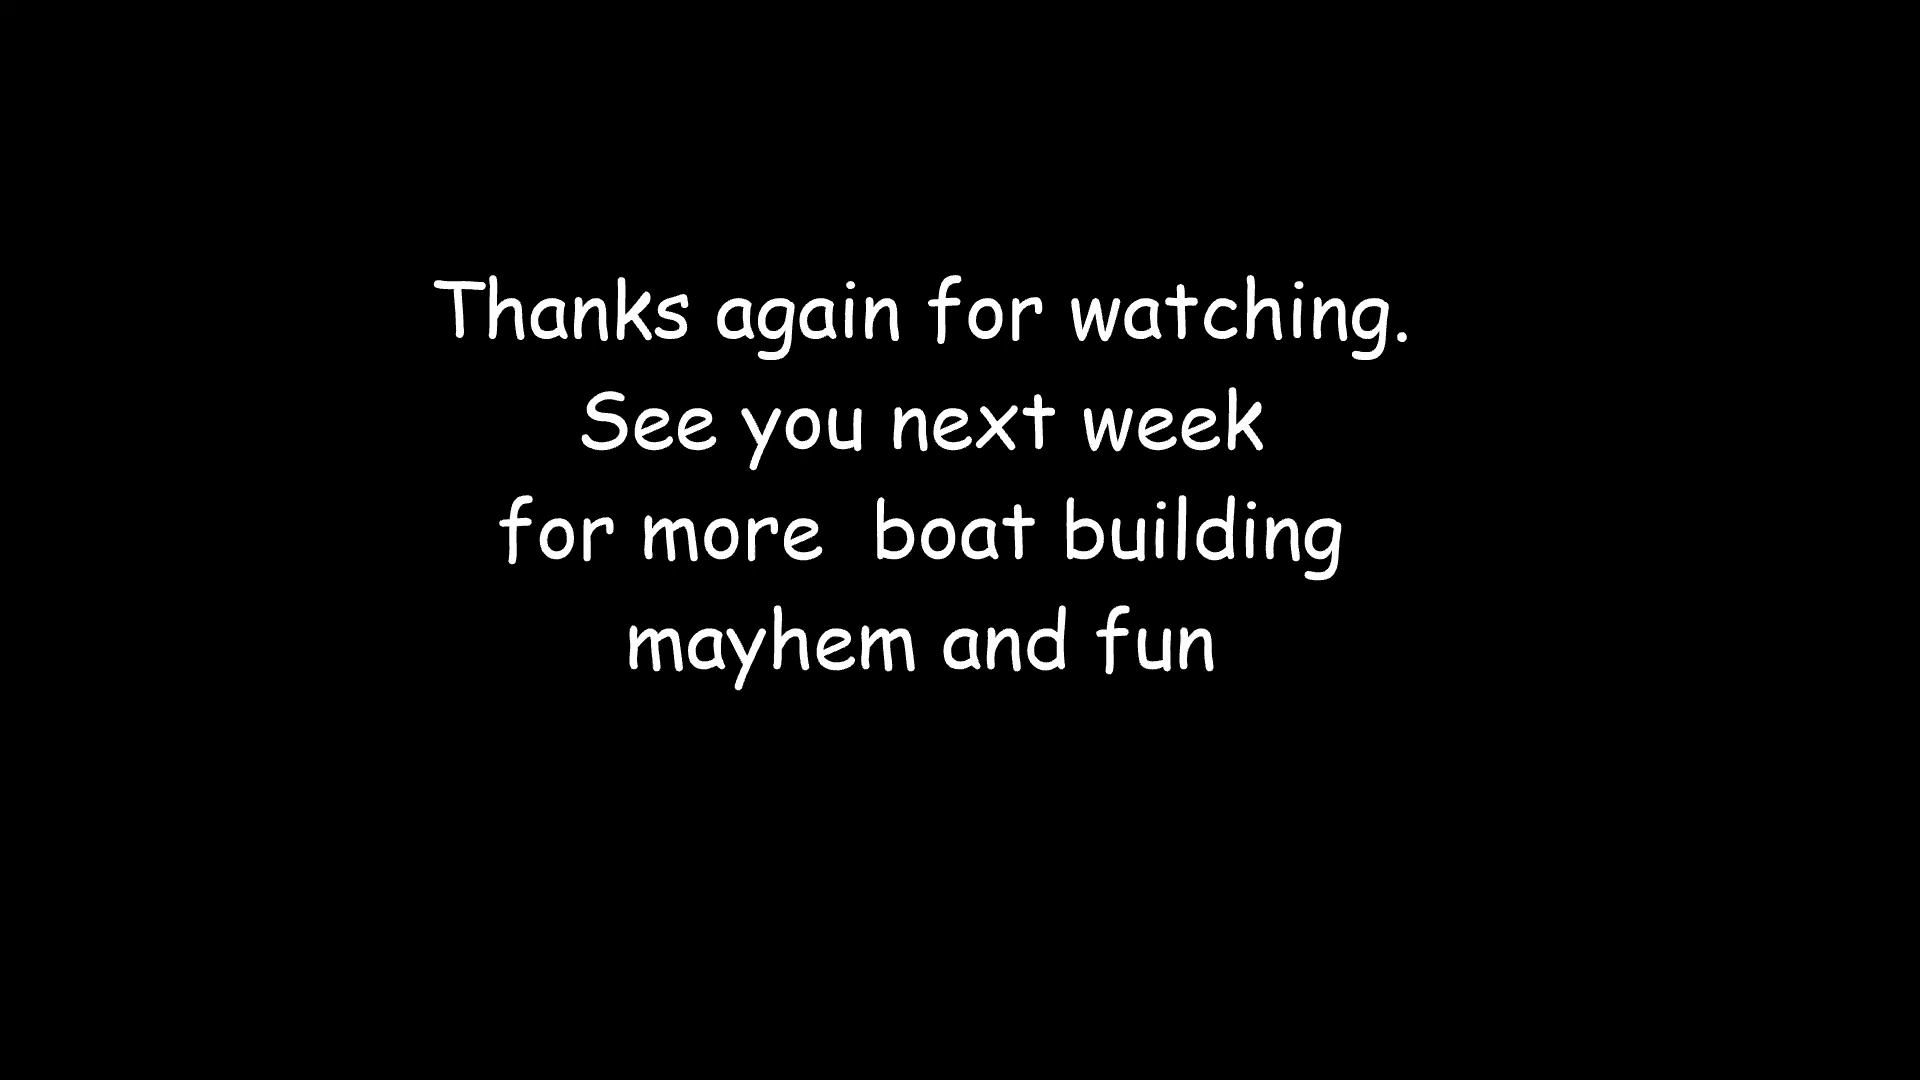 Thanks again for watching.
See you next week
for more  boat building
mayhem and fun